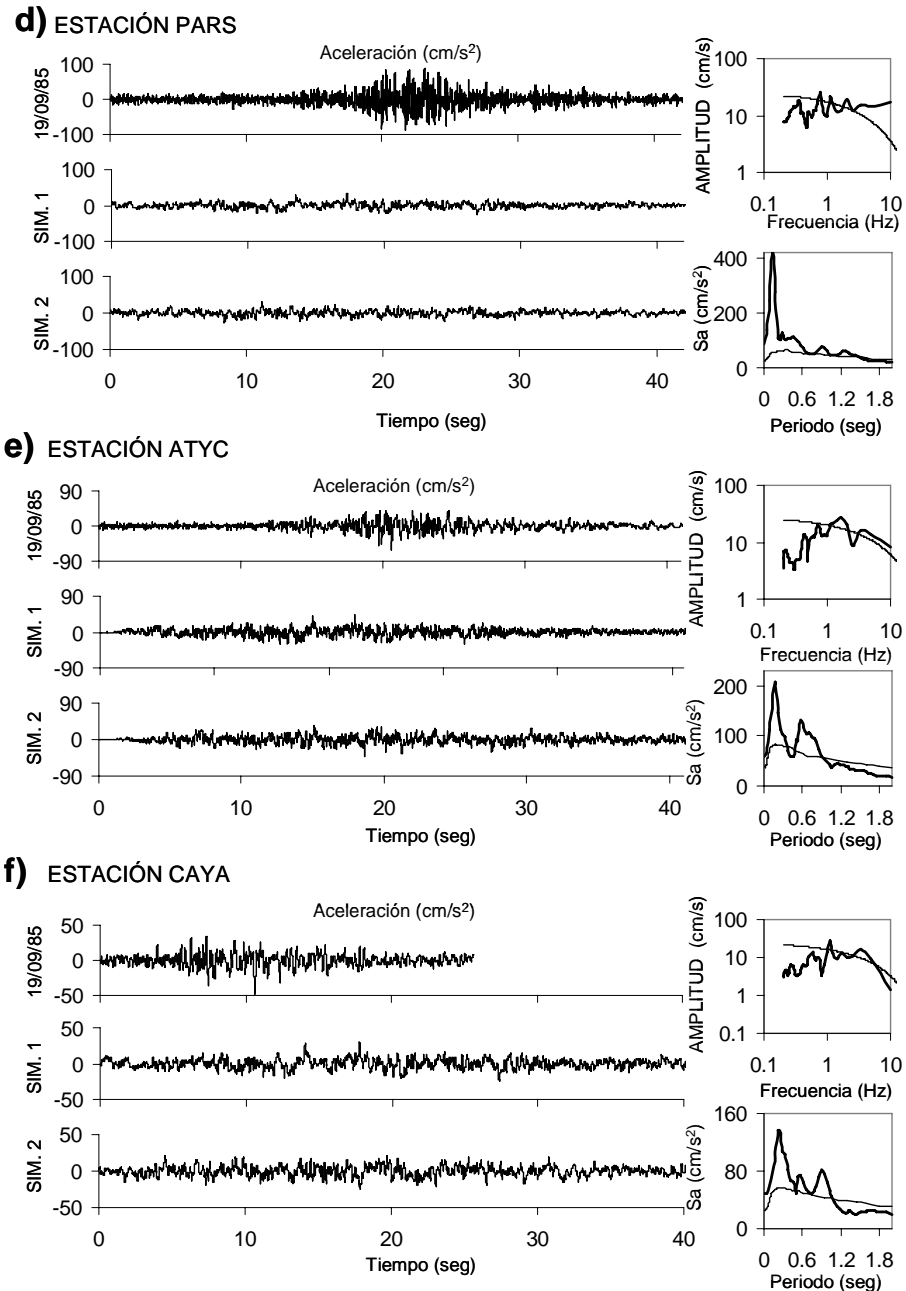 d) ESTACIÓN PARS
Aceleración (cm/s²)
19/09/85
100
0
-100
SIM. 1
100
0
-100
SIM. 2
100
0
-100
0 10 20 30 40
Tiempo (seg)
AMPLITUD (cm/s)
100
10
1
0.1 1 10
Frecuencia (Hz)
Sa (cm/s²)
400
200
0
0 0.6 1.2 1.8
Periodo (seg)
e) ESTACIÓN ATYC
Aceleración (cm/s²)
19/09/85
90
0
-90
SIM. 1
90
0
-90
SIM. 2
90
0
-90
0 10 20 30 40
Tiempo (seg)
AMPLITUD (cm/s)
100
10
1
0.1 1 10
Frecuencia (Hz)
Sa (cm/s²)
200
100
0
0 0.6 1.2 1.8
Periodo (seg)
f) ESTACIÓN CAYA
Aceleración (cm/s²)
19/09/85
50
0
-50
SIM. 1
50
0
-50
SIM. 2
50
0
-50
0 10 20 30 40
Tiempo (seg)
AMPLITUD (cm/s)
100
10
1
0.1
0.1 1 10
Frecuencia (Hz)
Sa (cm/s²)
160
80
0
0 0.6 1.2 1.8
Periodo (seg)